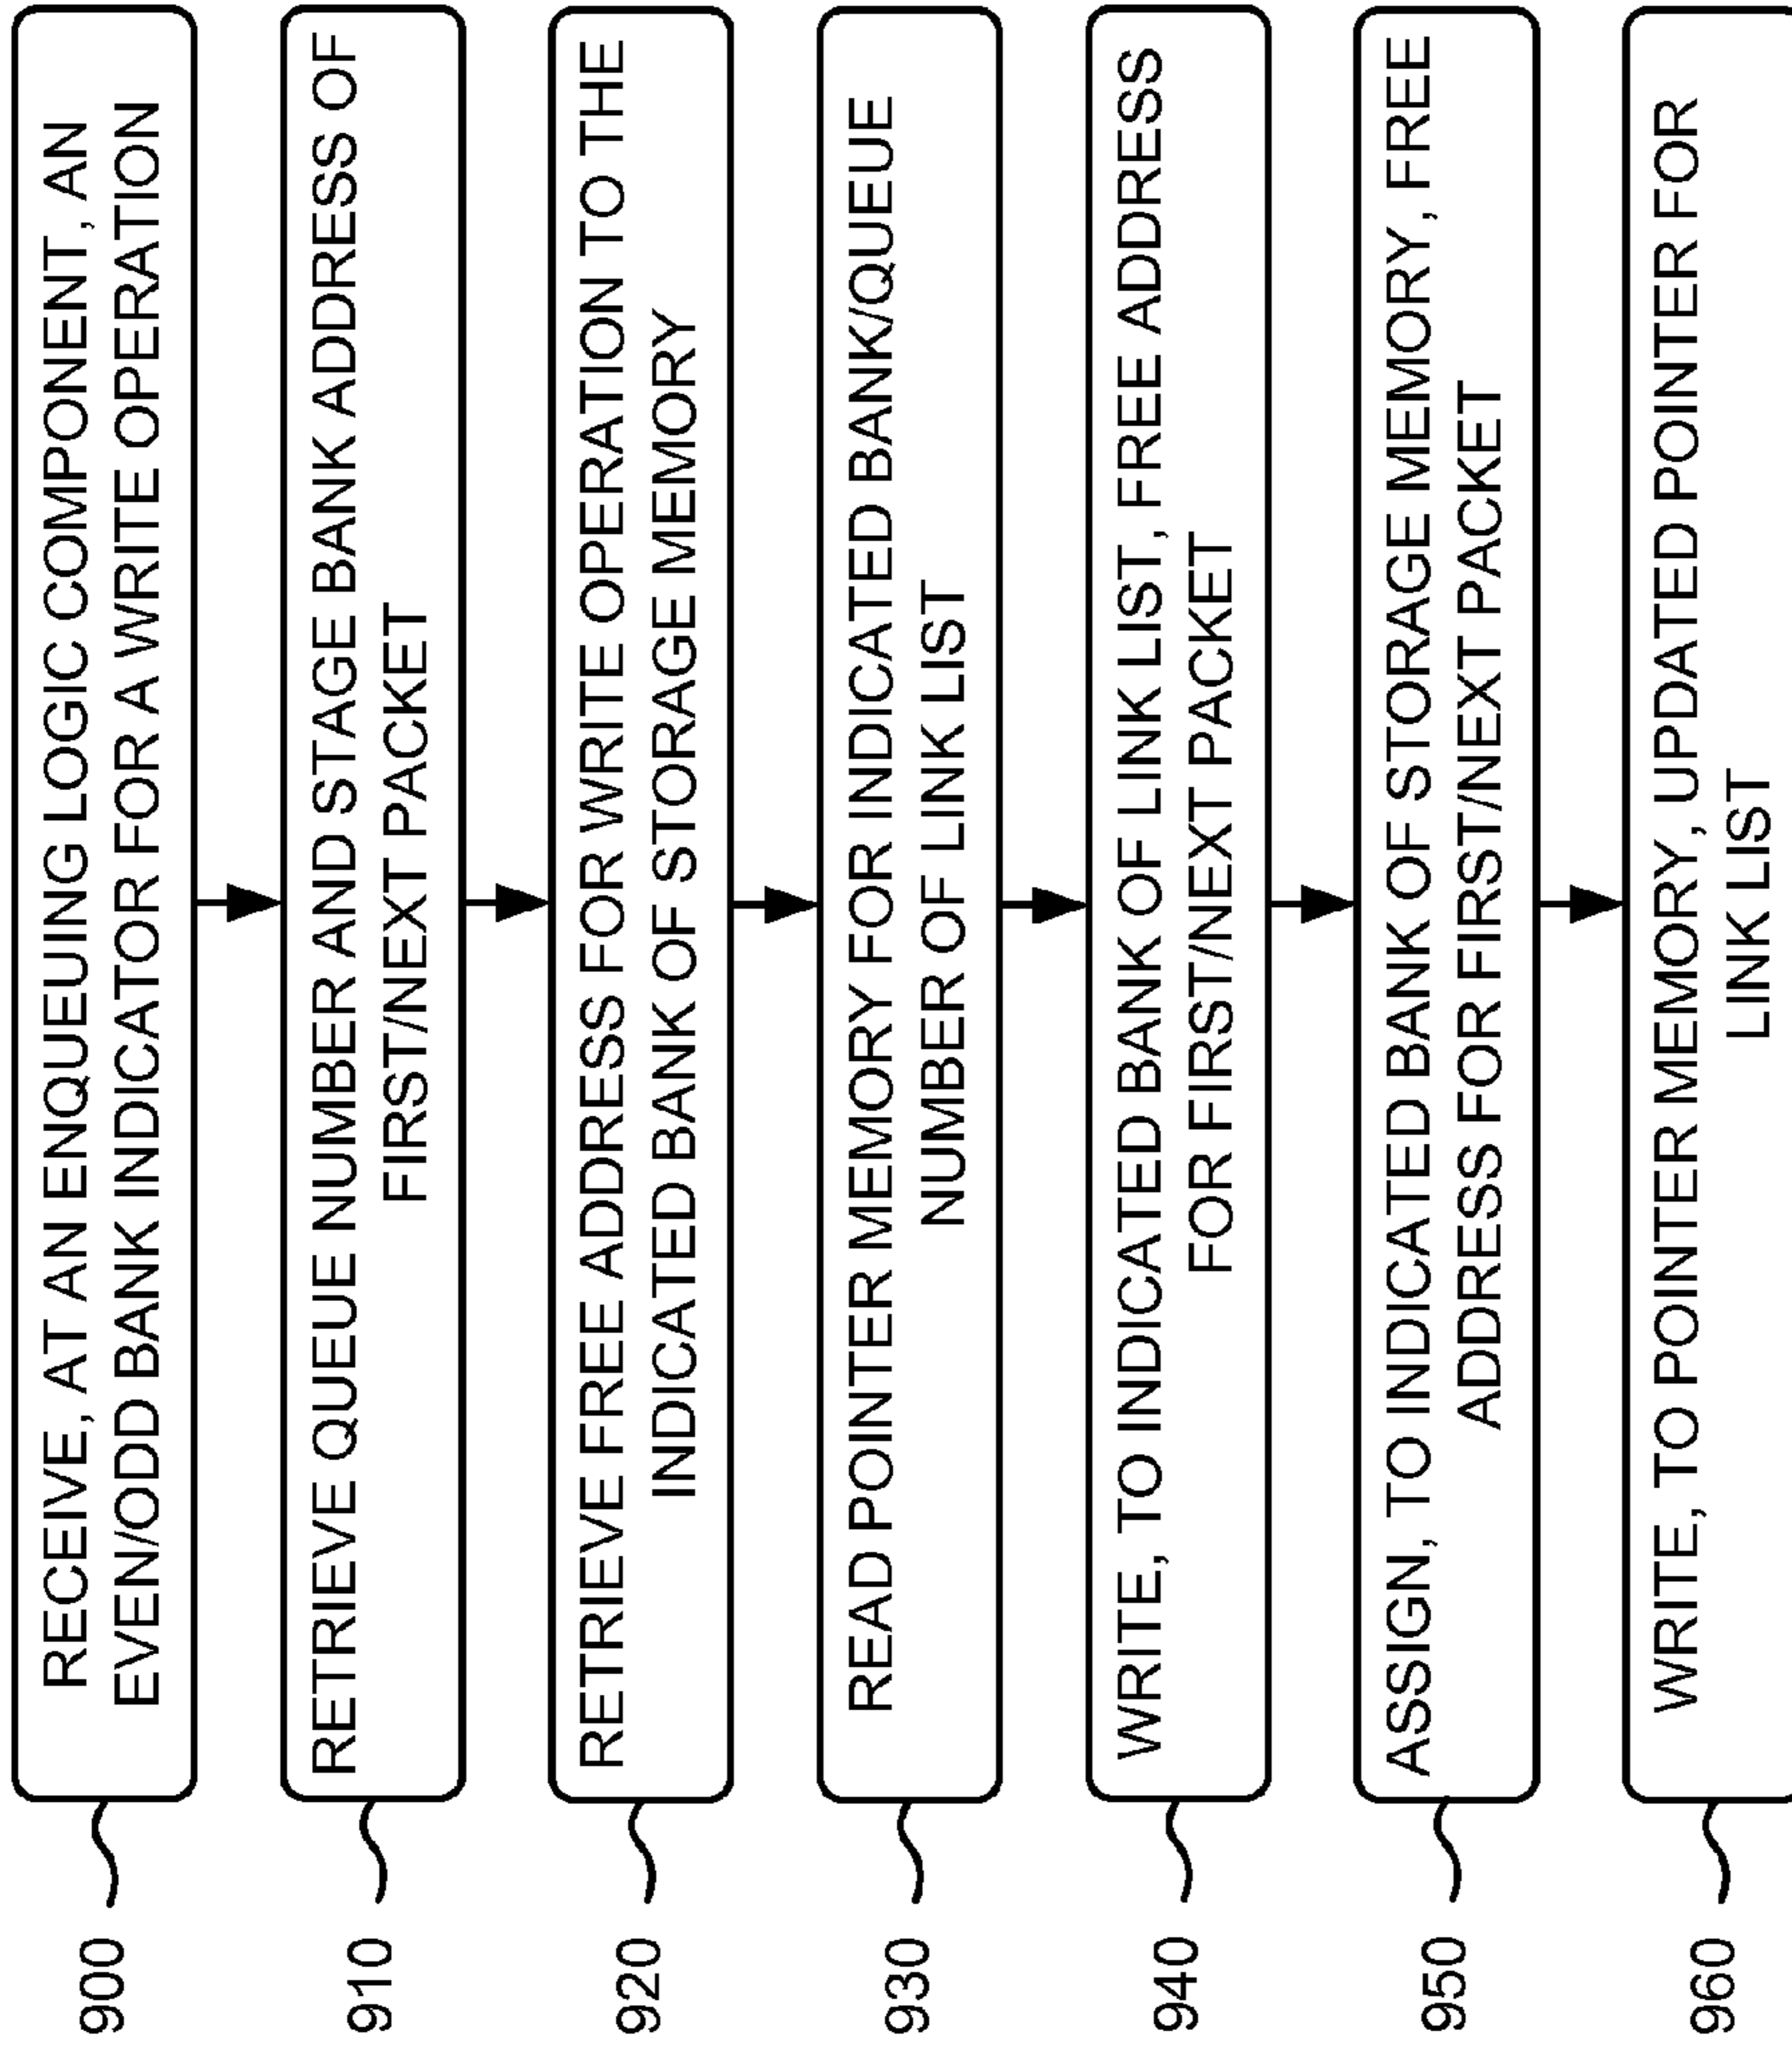 900
RECEIVE, AT AN ENQUEUING LOGIC COMPONENT, AN
EVEN/ODD BANK INDICATOR FOR A WRITE OPERATION
910
RETRIEVE QUEUE NUMBER AND STAGE BANK ADDRESS OF
FIRST/NEXT PACKET
920
RETRIEVE FREE ADDRESS FOR WRITE OPERATION TO THE
INDICATED BANK OF STORAGE MEMORY
930
READ POINTER MEMORY FOR INDICATED BANK/QUEUE
NUMBER OF LINK LIST
940
WRITE, TO INDICATED BANK OF LINK LIST, FREE ADDRESS
FOR FIRST/NEXT PACKET
950
ASSIGN, TO INDICATED BANK OF STORAGE MEMORY, FREE
ADDRESS FOR FIRST/NEXT PACKET
960
WRITE, TO POINTER MEMORY, UPDATED POINTER FOR
LINK LIST